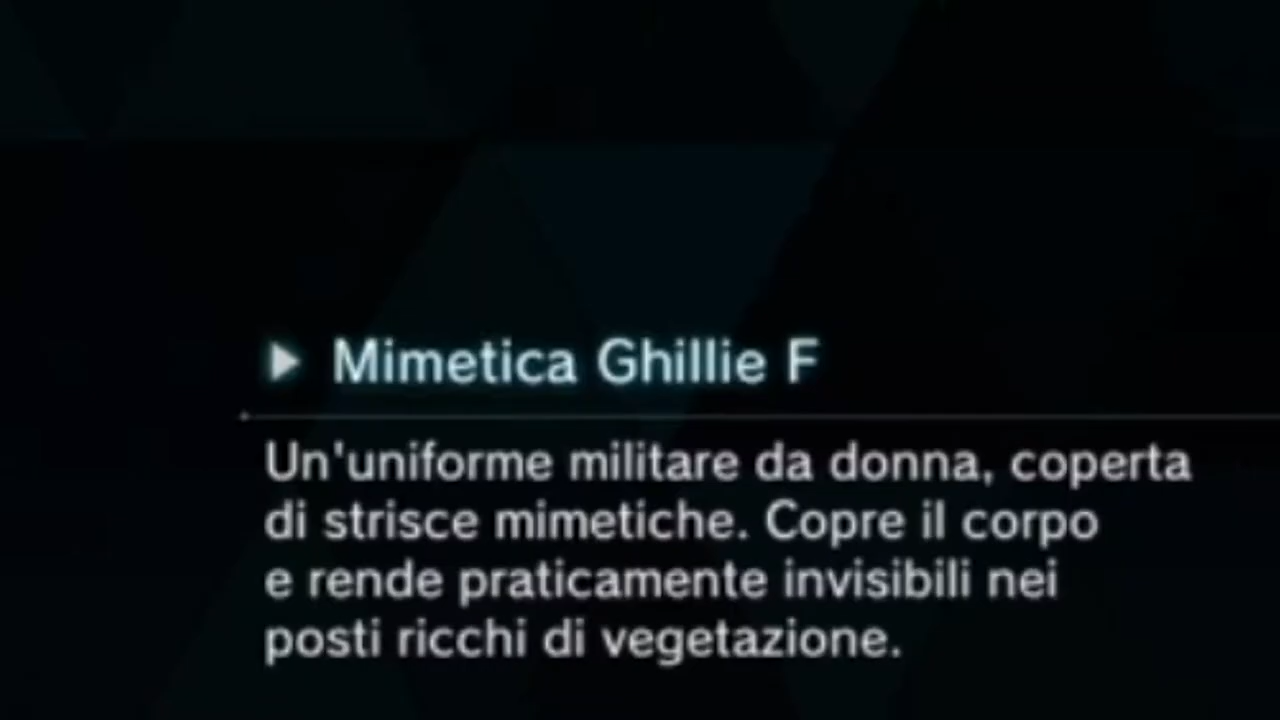 Mimetica Ghillie F
Un'uniforme militare da donna, coperta
di strisce mimetiche. Copre il corpo
e rende praticamente invisibili nei
posti ricchi di vegetazione.